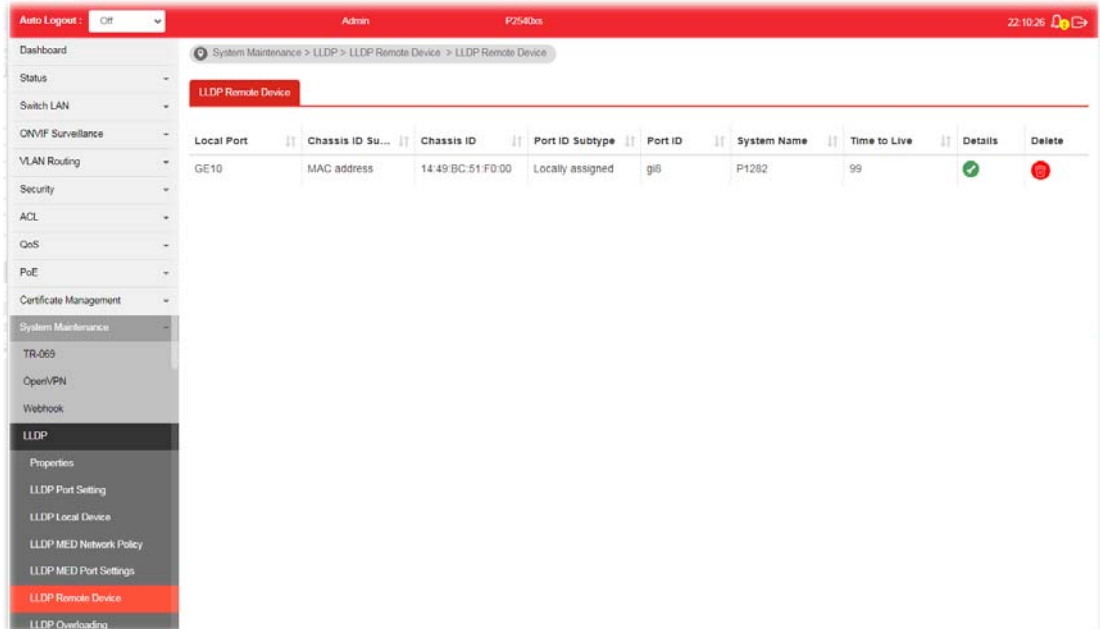 Auto Logout : Off Admin P2540xs 22:10:26
Dashboard
Status
Switch LAN
ONVIF Surveillance
VLAN Routing
Security
ACL
QoS
PoE
Certificate Management
System Maintenance
TR-069
OpenVPN
Webhook
LLDP
Properties
LLDP Port Setting
LLDP Local Device
LLDP MED Network Policy
LLDP MED Port Settings
LLDP Remote Device
LLDP Overloading
System Maintenance > LLDP > LLDP Remote Device > LLDP Remote Device
LLDP Remote Device
Local Port Chassis ID Su... Chassis ID Port ID Subtype Port ID System Name Time to Live Details Delete
GE10 MAC address 14:49:BC:51:F0:00 Locally assigned gi8 P1282 99